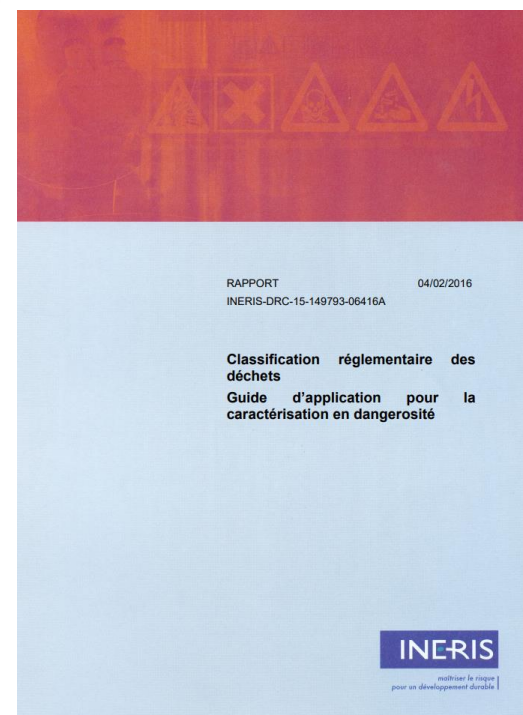 RAPPORT 04/02/2016
INERIS-DRC-15-149793-06416A
Classification réglementaire des
déchets
Guide d'application pour la
caractérisation en dangerosité
INERIS
maîtriser le risque
pour un développement durable